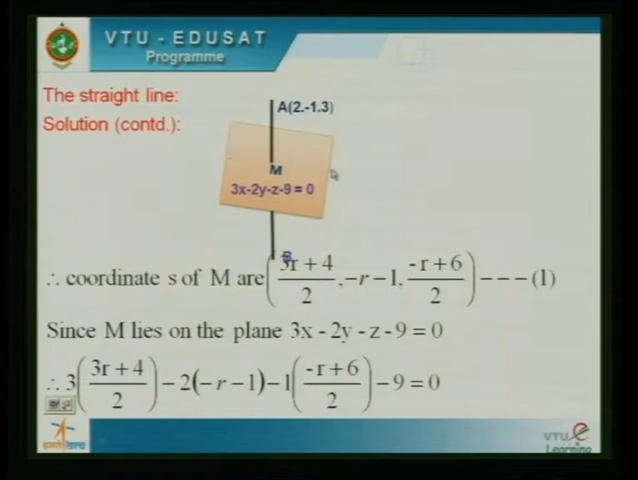 VTU - EDUSAT
Programme
The straight line:
Solution (contd.):
A(2.-1.3)
M
3x-2y-z-9 = 0
B
∴ coordinate s of M are ( (3r + 4)/2 , -r - 1, (-r + 6)/2 ) - - - (1)
Since M lies on the plane 3x - 2y - z - 9 = 0
∴ 3( (3r + 4)/2 ) - 2(-r - 1) - 1( (-r + 6)/2 ) - 9 = 0
VTU e
Learning